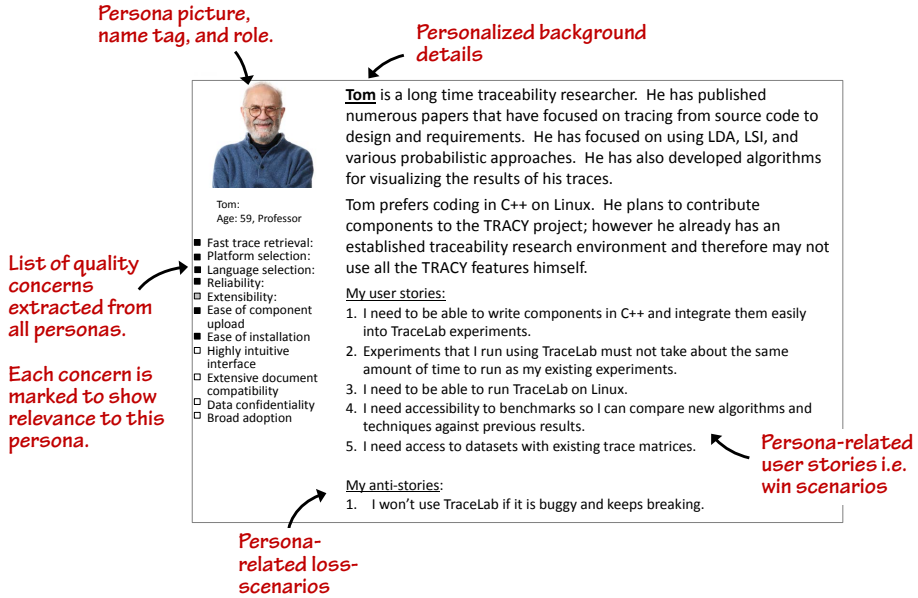 Persona picture,
name tag, and role.
Personalized background
details
Tom:
Age: 59, Professor
Fast trace retrieval:
Platform selection:
Language selection:
Reliability:
Extensibility:
Ease of component
upload
Ease of installation
Highly intuitive
interface
Extensive document
compatibility
Data confidentiality
Broad adoption
List of quality
concerns
extracted from
all personas.
Each concern is
marked to show
relevance to this
persona.
Tom is a long time traceability researcher. He has published
numerous papers that have focused on tracing from source code to
design and requirements. He has focused on using LDA, LSI, and
various probabilistic approaches. He has also developed algorithms
for visualizing the results of his traces.
Tom prefers coding in C++ on Linux. He plans to contribute
components to the TRACY project; however he already has an
established traceability research environment and therefore may not
use all the TRACY features himself.
My user stories:
1. I need to be able to write components in C++ and integrate them easily
into TraceLab experiments.
2. Experiments that I run using TraceLab must not take about the same
amount of time to run as my existing experiments.
3. I need to be able to run TraceLab on Linux.
4. I need accessibility to benchmarks so I can compare new algorithms and
techniques against previous results.
5. I need access to datasets with existing trace matrices.
My anti-stories:
1. I won't use TraceLab if it is buggy and keeps breaking.
Persona-related
user stories i.e.
win scenarios
Persona-
related loss-
scenarios